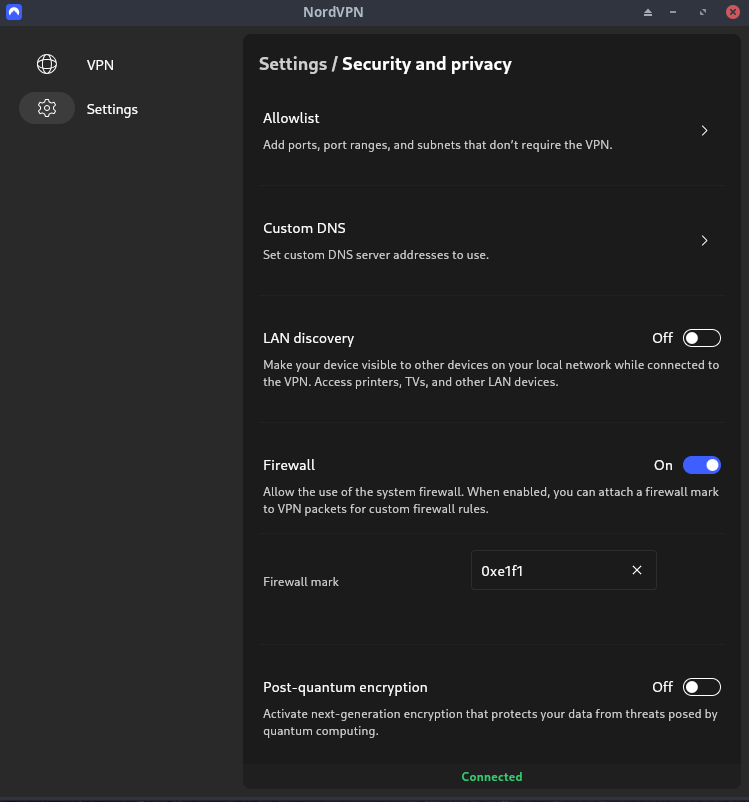 NordVPN
VPN
Settings
Settings / Security and privacy
Allowlist
Add ports, port ranges, and subnets that don’t require the VPN.
Custom DNS
Set custom DNS server addresses to use.
LAN discovery
Off
Make your device visible to other devices on your local network while connected to
the VPN. Access printers, TVs, and other LAN devices.
Firewall
On
Allow the use of the system firewall. When enabled, you can attach a firewall mark
to VPN packets for custom firewall rules.
Firewall mark
0xe1f1
Post-quantum encryption
Off
Activate next-generation encryption that protects your data from threats posed by
quantum computing.
Connected